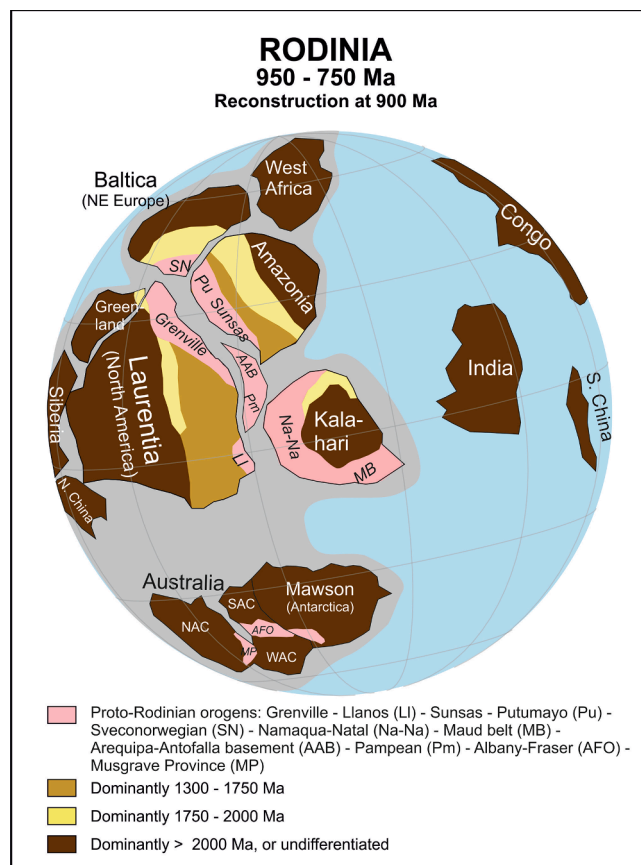 RODINIA
950 - 750 Ma
Reconstruction at 900 Ma
West
Africa
Baltica
(NE Europe)
Congo
SN
Amazonia
Pu
Sunsas
Green
land
Grenville
Laurentia
(North America)
AAB
Pm
India
Siberia
S. China
Kala-
hari
Na-Na
MB
LI
N. China
Australia
Mawson
(Antarctica)
SAC
NAC
AFO
MP
WAC
Proto-Rodinian orogens: Grenville - Llanos (Ll) - Sunsas - Putumayo (Pu) -
Sveconorwegian (SN) - Namaqua-Natal (Na-Na) - Maud belt (MB) -
Arequipa-Antofalla basement (AAB) - Pampean (Pm) - Albany-Fraser (AFO) -
Musgrave Province (MP)
Dominantly 1300 - 1750 Ma
Dominantly 1750 - 2000 Ma
Dominantly > 2000 Ma, or undifferentiated